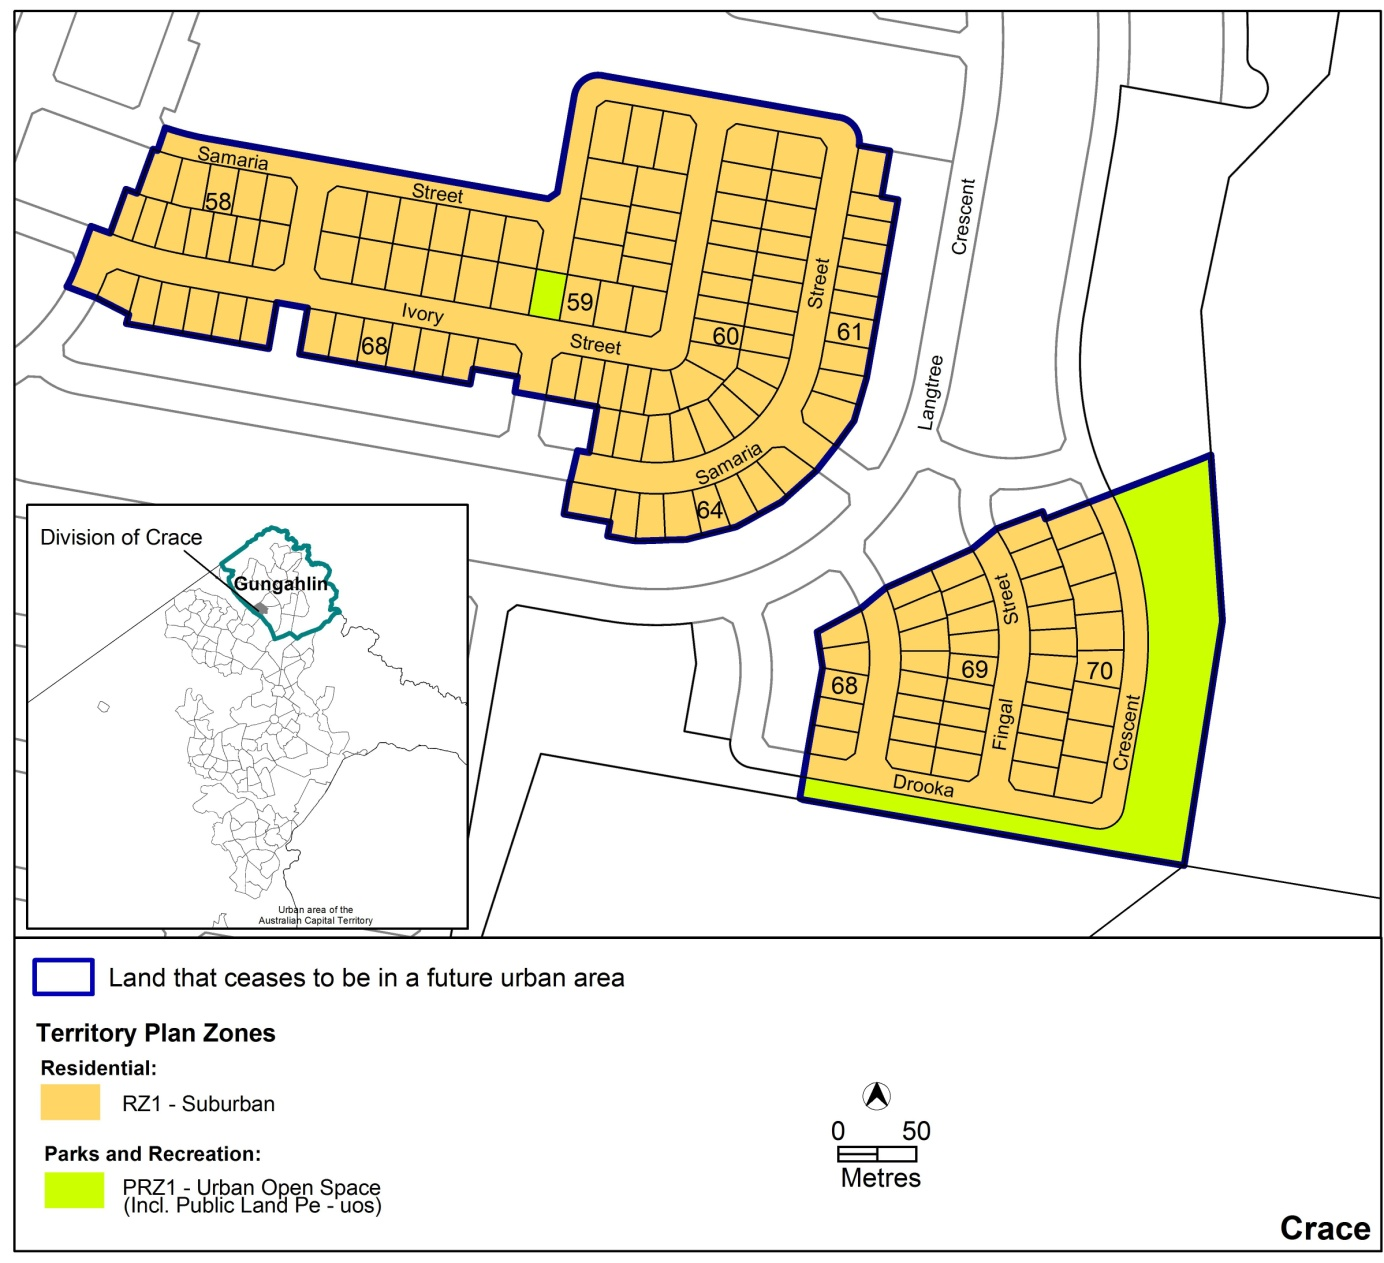 Samaria
Street
58
Ivory
59
Street
68
60
61
Street
Crescent
Langtree
Samaria
64
Division of Crace
Gungahlin
Urban area of the
Australian Capital Territory
Street
69
70
68
Fingal
Crescent
Drooka
Land that ceases to be in a future urban area
Territory Plan Zones
Residential:
RZ1 - Suburban
Parks and Recreation:
PRZ1 - Urban Open Space
(Incl. Public Land Pe - uos)
0 50
Metres
Crace